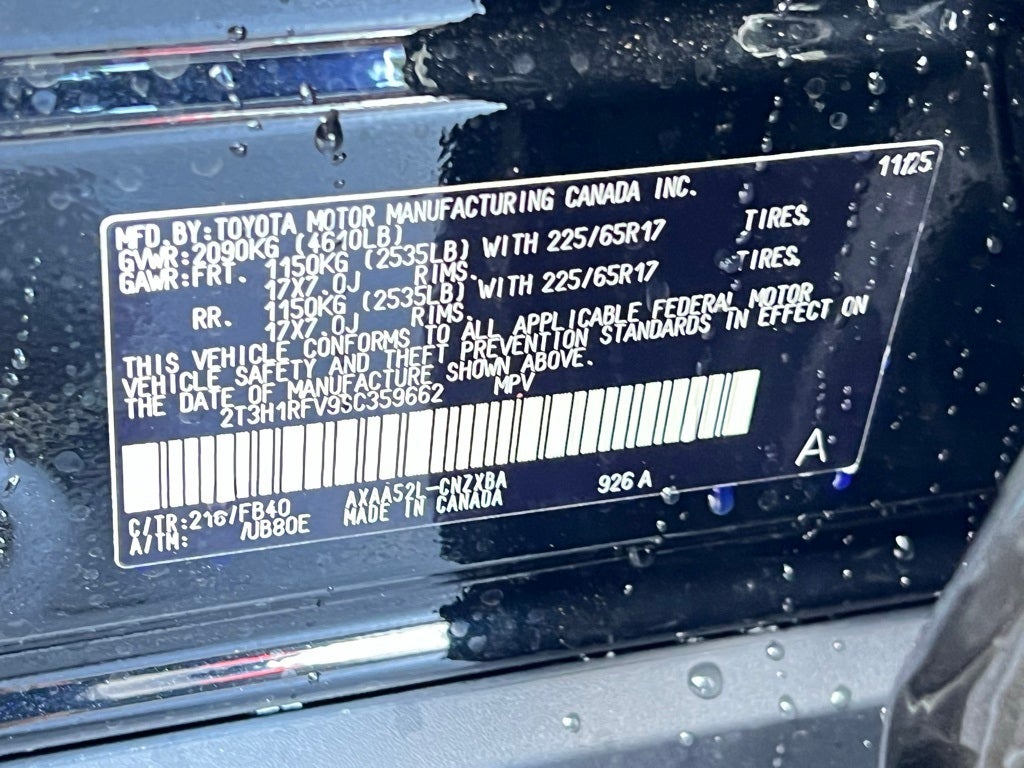 11/25
MFD. BY: TOYOTA MOTOR MANUFACTURING CANADA INC.
GVWR: 2090KG (4610LB)
GAWR: FRT. 1150KG (2535LB) WITH 225/65R17 TIRES.
17X7.0J RIMS.
RR. 1150KG (2535LB) WITH 225/65R17 TIRES.
17X7.0J RIMS.
THIS VEHICLE CONFORMS TO ALL APPLICABLE FEDERAL MOTOR
VEHICLE SAFETY AND THEFT PREVENTION STANDARDS IN EFFECT ON
THE DATE OF MANUFACTURE SHOWN ABOVE.
2T3H1RFV9SC359662 MPV
A
C/TR: 216/FB40 AXAA52L-CNZXBA 926 A
A/TM: /UB80E MADE IN CANADA